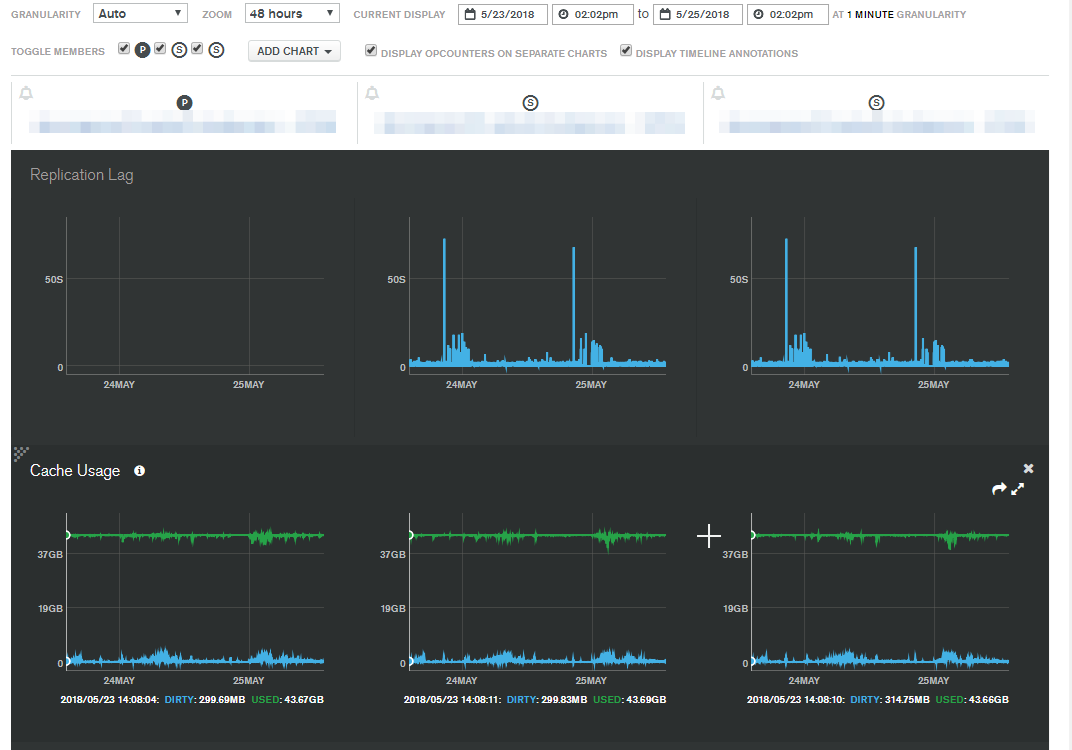 GRANULARITY Auto ZOOM 48 hours CURRENT DISPLAY 5/23/2018 02:02pm to 5/25/2018 02:02pm AT 1 MINUTE GRANULARITY
TOGGLE MEMBERS P S S ADD CHART DISPLAY OPCOUNTERS ON SEPARATE CHARTS DISPLAY TIMELINE ANNOTATIONS
P S S
Replication Lag
50S 50S 50S
0 0 0
24MAY 25MAY 24MAY 25MAY 24MAY 25MAY
Cache Usage
37GB 37GB 37GB
19GB 19GB 19GB
0 0 0
24MAY 25MAY 24MAY 25MAY 24MAY 25MAY
2018/05/23 14:08:04: DIRTY: 299.69MB USED: 43.67GB 2018/05/23 14:08:11: DIRTY: 299.83MB USED: 43.69GB 2018/05/23 14:08:10: DIRTY: 314.75MB USED: 43.66GB